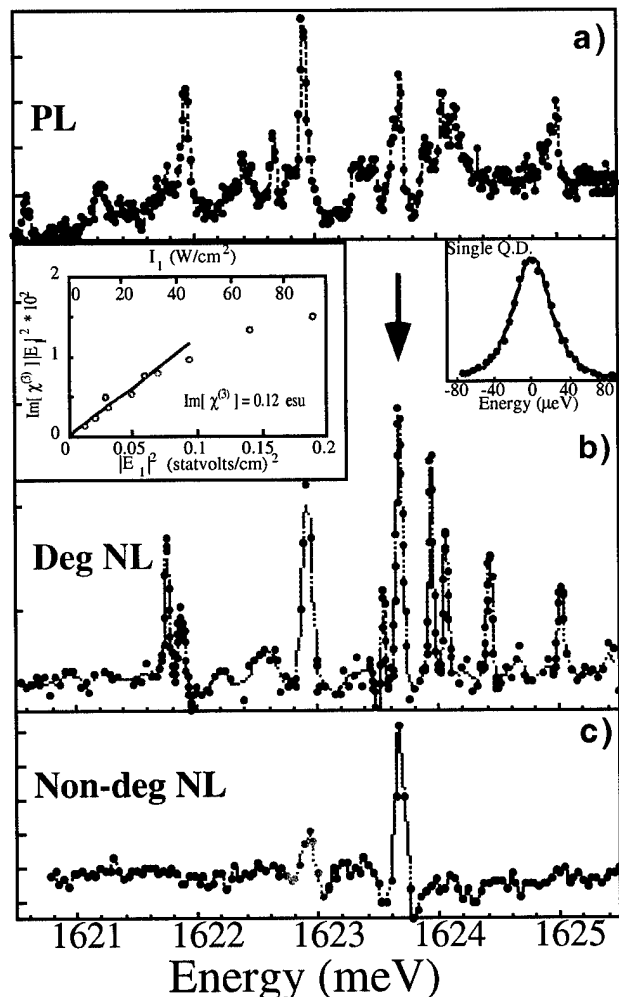 a)
PL
I₁ (W/cm²)
0 20 40 60 80
Im[ χ⁽³⁾ ]|E₁|² * 10²
2
1
0
Im[ χ⁽³⁾ ] = 0.12 esu
0 0.05 0.1 0.15 0.2
|E₁|² (statvolts/cm)²
Single Q.D.
-80 -40 0 40 80
Energy (μeV)
b)
Deg NL
c)
Non-deg NL
1621 1622 1623 1624 1625
Energy (meV)